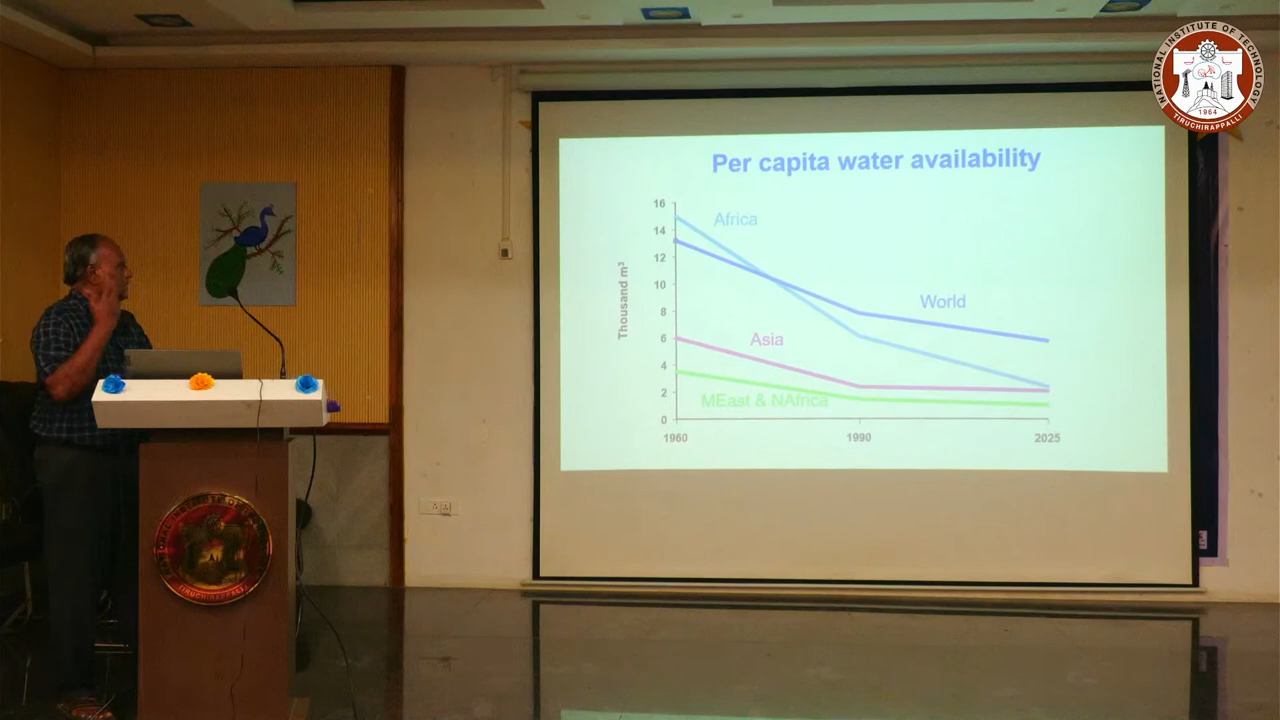 NATIONAL INSTITUTE OF TECHNOLOGY
1964
TIRUCHIRAPPALLI
Per capita water availability
Thousand m³
16
14
12
10
8
6
4
2
0
Africa
World
Asia
MEast & NAfrica
1960
1990
2025
TIRUCHIRAPPALLI